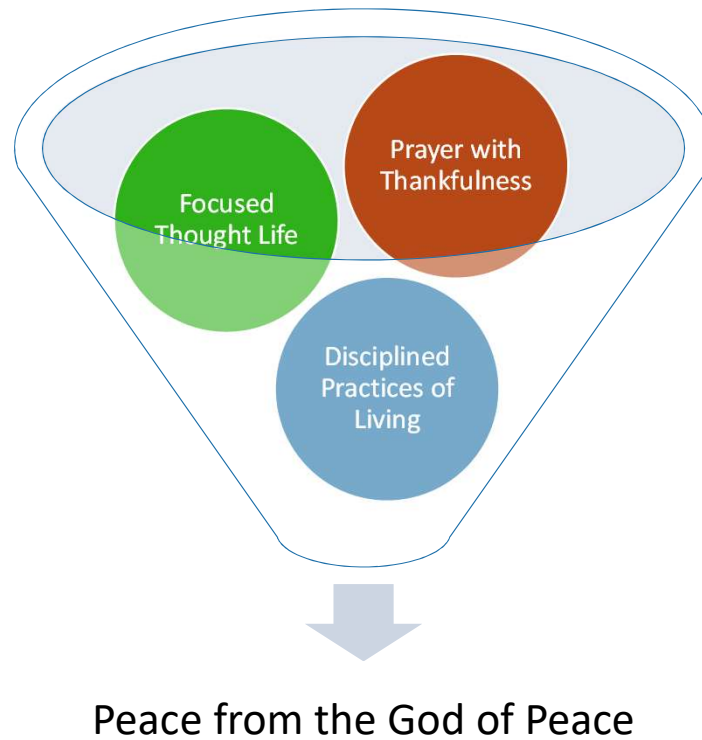 Prayer with
Thankfulness
Focused
Thought Life
Disciplined
Practices of
Living
Peace from the God of Peace